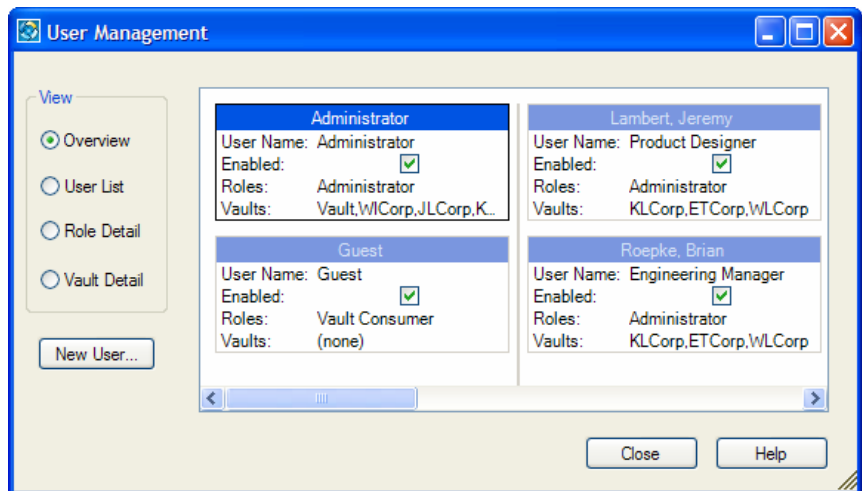 User Management
View
Overview
User List
Role Detail
Vault Detail
New User...
Administrator
User Name: Administrator
Enabled:
Roles: Administrator
Vaults: Vault,WICorp,JLCorp,K...
Guest
User Name: Guest
Enabled:
Roles: Vault Consumer
Vaults: (none)
Lambert, Jeremy
User Name: Product Designer
Enabled:
Roles: Administrator
Vaults: KLCorp,ETCorp,WLCorp
Roepke, Brian
User Name: Engineering Manager
Enabled:
Roles: Administrator
Vaults: KLCorp,ETCorp,WLCorp
Close
Help